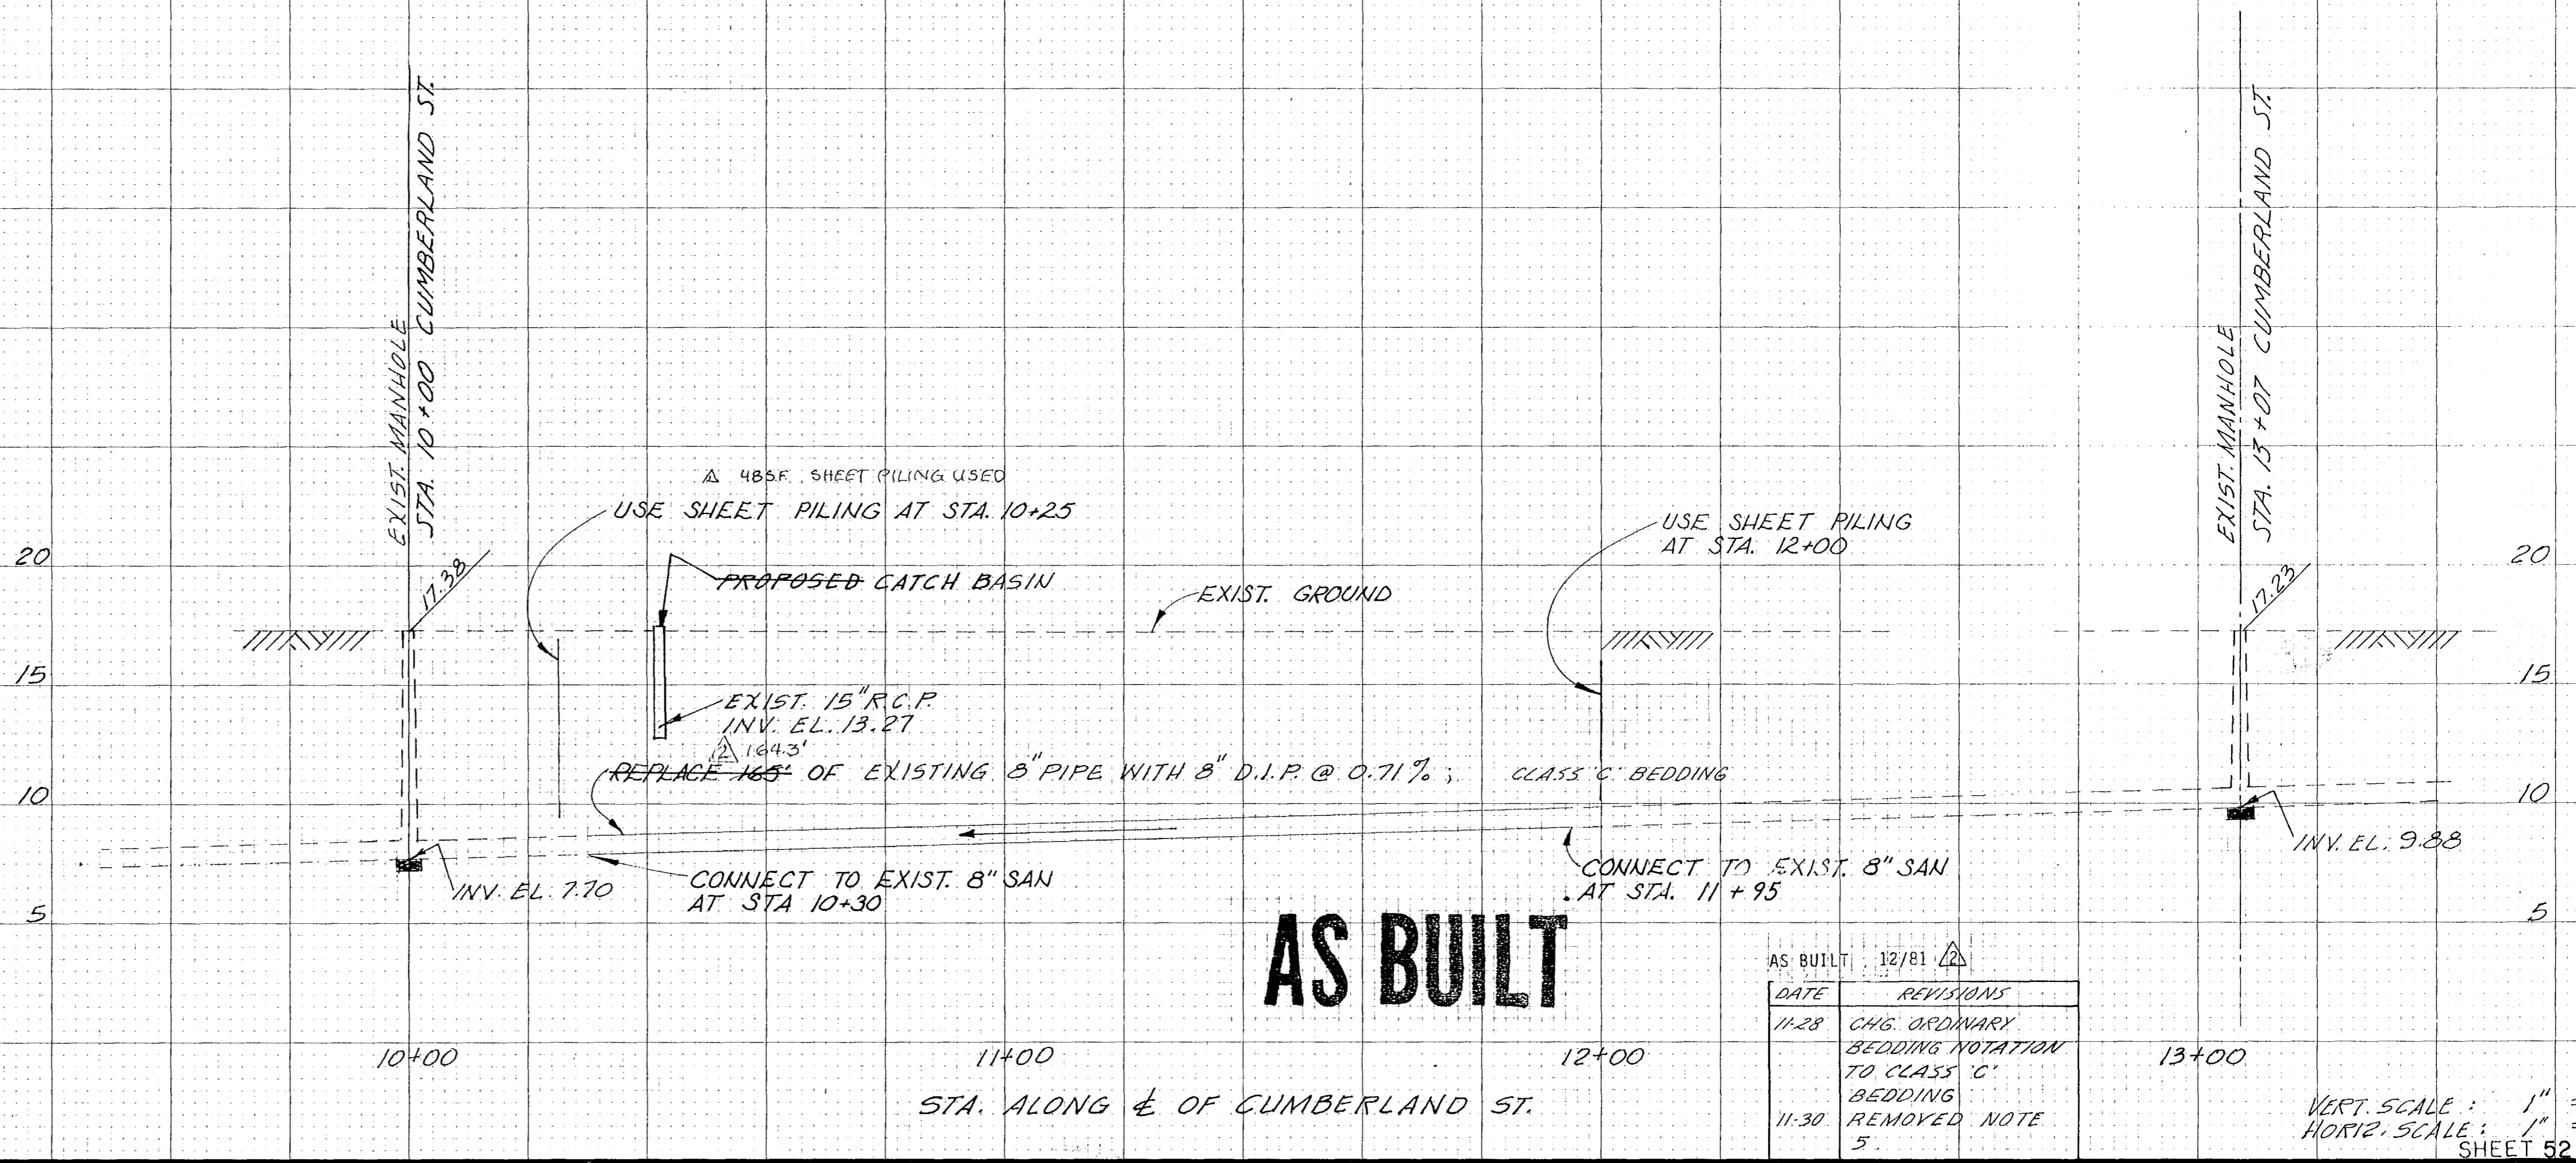 EXIST. MANHOLE
STA. 10+00 CUMBERLAND ST.
EXIST. MANHOLE
STA. 13+07 CUMBERLAND ST.
48 S.F. SHEET PILING USED
USE SHEET PILING AT STA. 10+25
USE SHEET PILING
AT STA. 12+00
20
20
17.38
17.23
PROPOSED CATCH BASIN
EXIST. GROUND
15
15
EXIST. 15" R.C.P.
INV. EL. 13.27
2 164.3'
REPLACE 165' OF EXISTING 8" PIPE WITH 8" D.I.P. @ 0.71%; CLASS 'C' BEDDING
10
10
INV. EL. 9.88
INV. EL. 7.70
CONNECT TO EXIST. 8" SAN
AT STA 10+30
CONNECT TO EXIST. 8" SAN
AT STA. 11+95
5
5
AS BUILT
AS BUILT 12/81 2
DATE REVISIONS
11-28 CHG. ORDINARY
BEDDING NOTATION
TO CLASS 'C'
BEDDING
11-30 REMOVED NOTE
5.
10+00
11+00
12+00
13+00
STA. ALONG ℄ OF CUMBERLAND ST.
VERT. SCALE: 1" =
HORIZ. SCALE: 1" =
SHEET 52